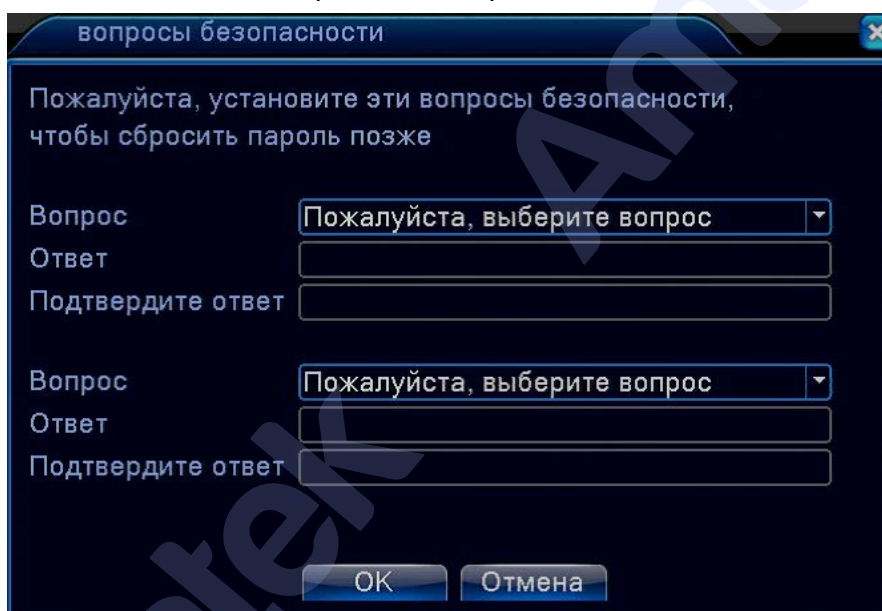 вопросы безопасности
Пожалуйста, установите эти вопросы безопасности,
чтобы сбросить пароль позже
Вопрос Пожалуйста, выберите вопрос
Ответ
Подтвердите ответ
Вопрос Пожалуйста, выберите вопрос
Ответ
Подтвердите ответ
OK Отмена